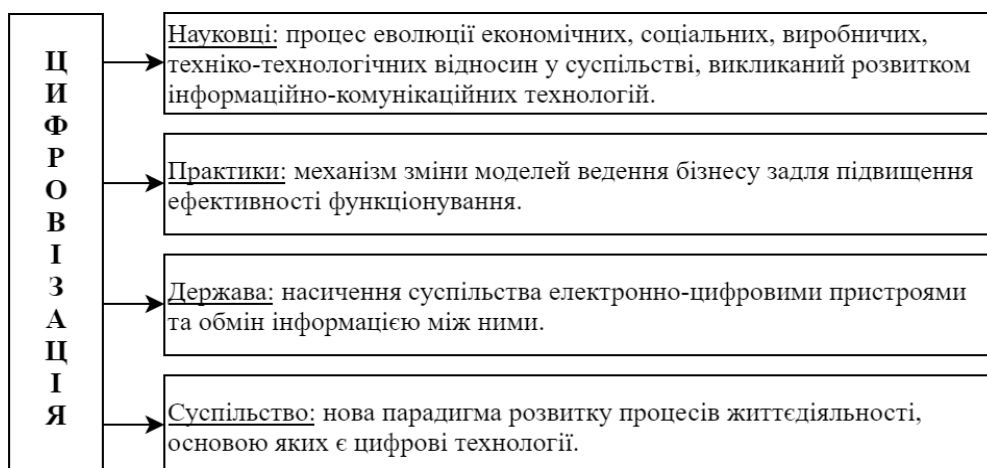 ЦИФРОВІЗАЦІЯ
Науковці: процес еволюції економічних, соціальних, виробничих,
техніко-технологічних відносин у суспільстві, викликаний розвитком
інформаційно-комунікаційних технологій.
Практики: механізм зміни моделей ведення бізнесу задля підвищення
ефективності функціонування.
Держава: насичення суспільства електронно-цифровими пристроями
та обмін інформацією між ними.
Суспільство: нова парадигма розвитку процесів життєдіяльності,
основою яких є цифрові технології.